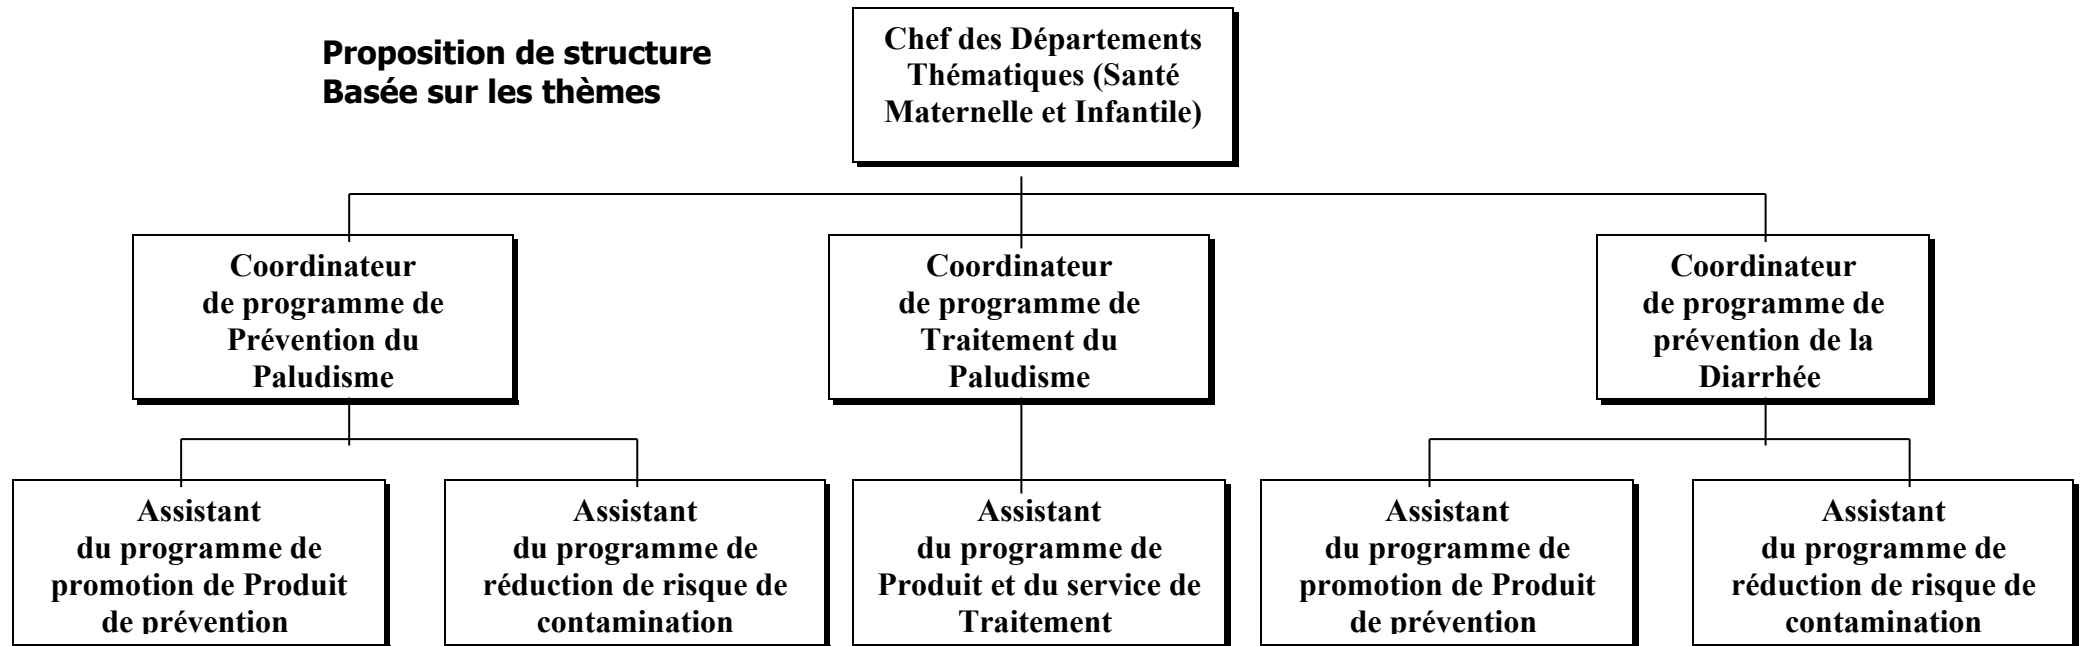 Proposition de structure
Basée sur les thèmes
Chef des Départements
Thématiques (Santé
Maternelle et Infantile)
Coordinateur
de programme de
Prévention du
Paludisme
Coordinateur
de programme de
Traitement du
Paludisme
Coordinateur
de programme de
prévention de la
Diarrhée
Assistant
du programme de
promotion de Produit
de prévention
Assistant
du programme de
réduction de risque de
contamination
Assistant
du programme de
Produit et du service de
Traitement
Assistant
du programme de
promotion de Produit
de prévention
Assistant
du programme de
réduction de risque de
contamination